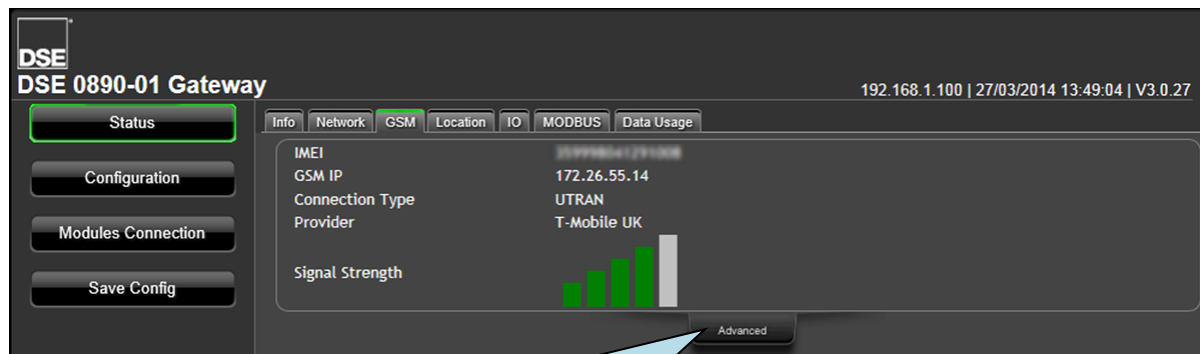 DSE
DSE 0890-01 Gateway
192.168.1.100 | 27/03/2014 13:49:04 | V3.0.27
Status
Configuration
Modules Connection
Save Config
Info Network GSM Location IO MODBUS Data Usage
IMEI
GSM IP 172.26.55.14
Connection Type UTRAN
Provider T-Mobile UK
Signal Strength
Advanced